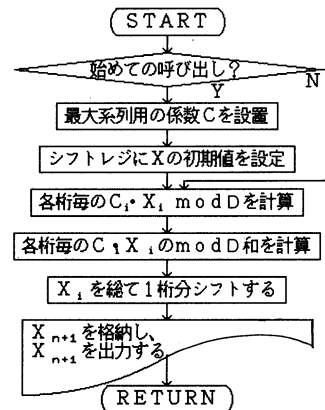 START
始めての呼び出し?
N
Y
最大系列用の係数Cを設置
シフトレジにXの初期値を設定
各桁毎のCi・Xi modDを計算
各桁毎のCiXiのmodD和を計算
Xiを総て1桁分シフトする
Xn+1を格納し、
Xn+1を出力する
RETURN